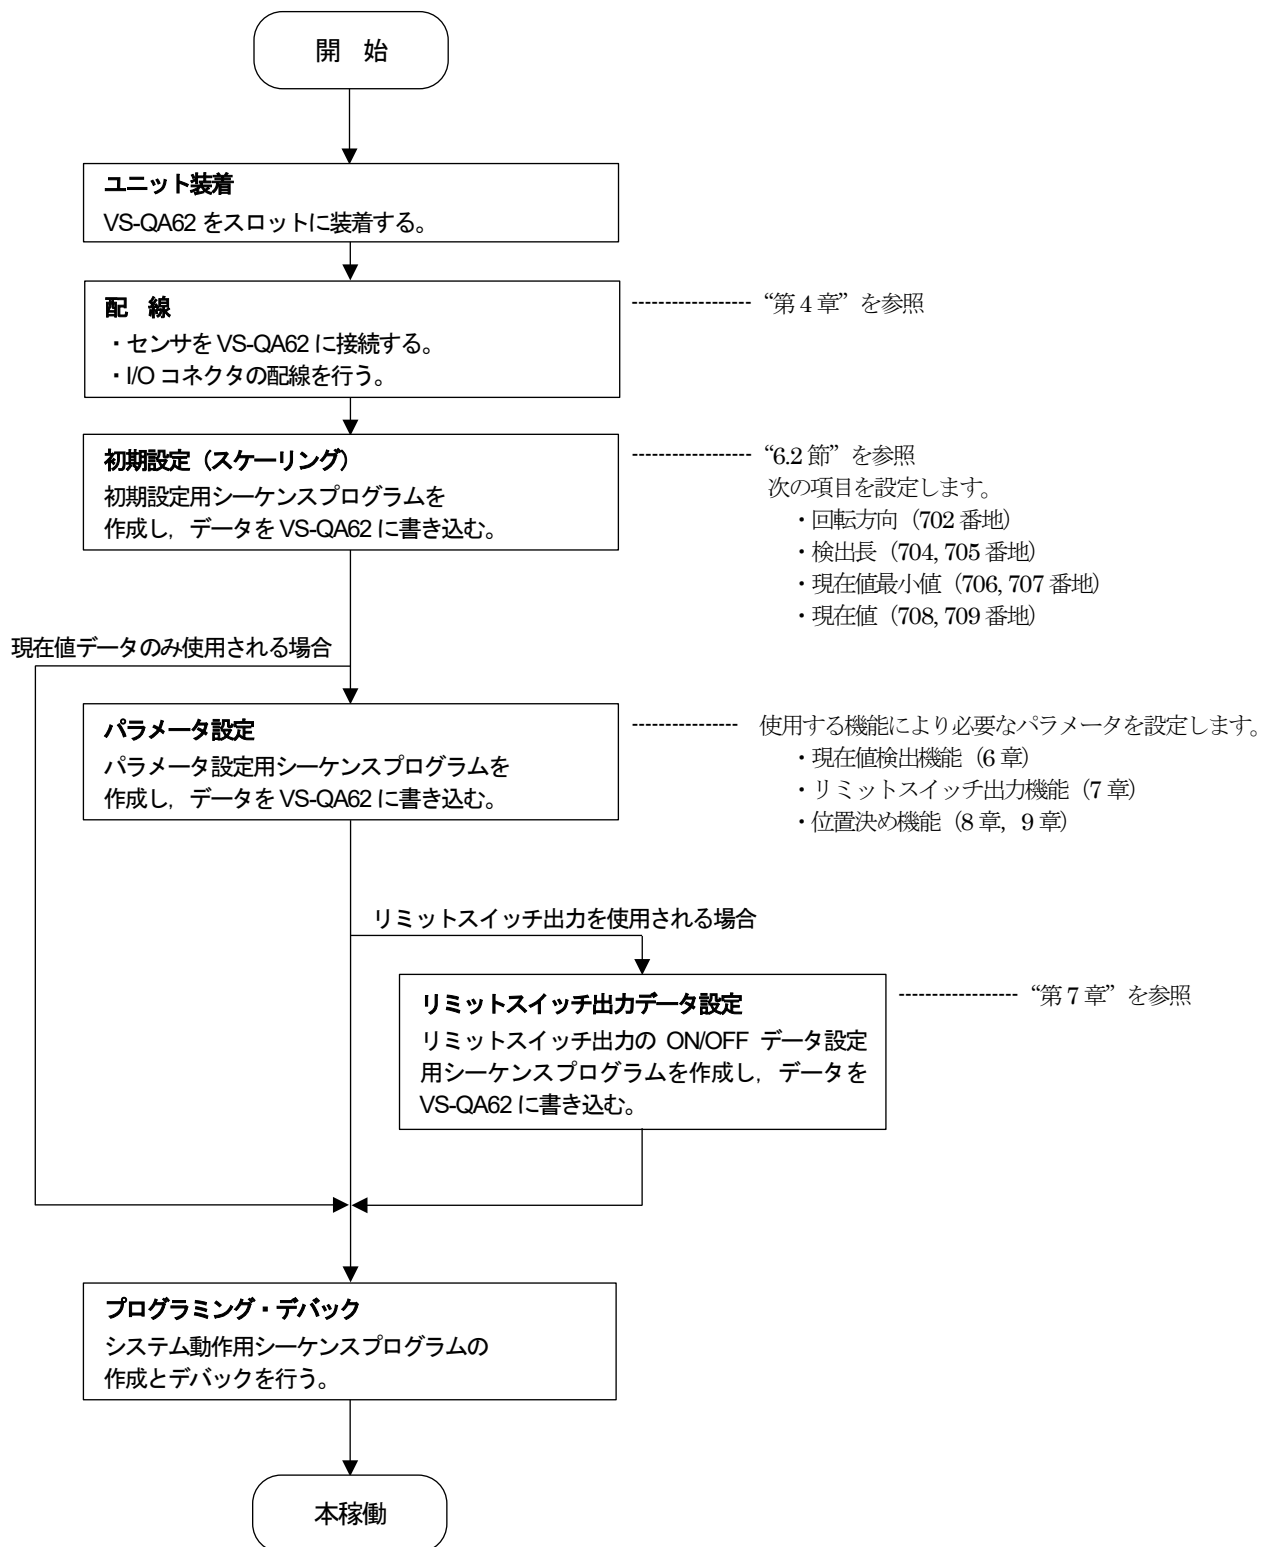 開　始
ユニット装着
VS-QA62 をスロットに装着する。
配　線
・センサを VS-QA62 に接続する。
・I/O コネクタの配線を行う。
“第 4 章” を参照
初期設定（スケーリング）
初期設定用シーケンスプログラムを
作成し，データを VS-QA62 に書き込む。
“6.2 節” を参照
次の項目を設定します。
・回転方向（702 番地）
・検出長（704, 705 番地）
・現在値最小値（706, 707 番地）
・現在値（708, 709 番地）
現在値データのみ使用される場合
パラメータ設定
パラメータ設定用シーケンスプログラムを
作成し，データを VS-QA62 に書き込む。
使用する機能により必要なパラメータを設定します。
・現在値検出機能（6 章）
・リミットスイッチ出力機能（7 章）
・位置決め機能（8 章，9 章）
リミットスイッチ出力を使用される場合
リミットスイッチ出力データ設定
リミットスイッチ出力の ON/OFF データ設定
用シーケンスプログラムを作成し，データを
VS-QA62 に書き込む。
“第 7 章” を参照
プログラミング・デバック
システム動作用シーケンスプログラムの
作成とデバックを行う。
本稼働